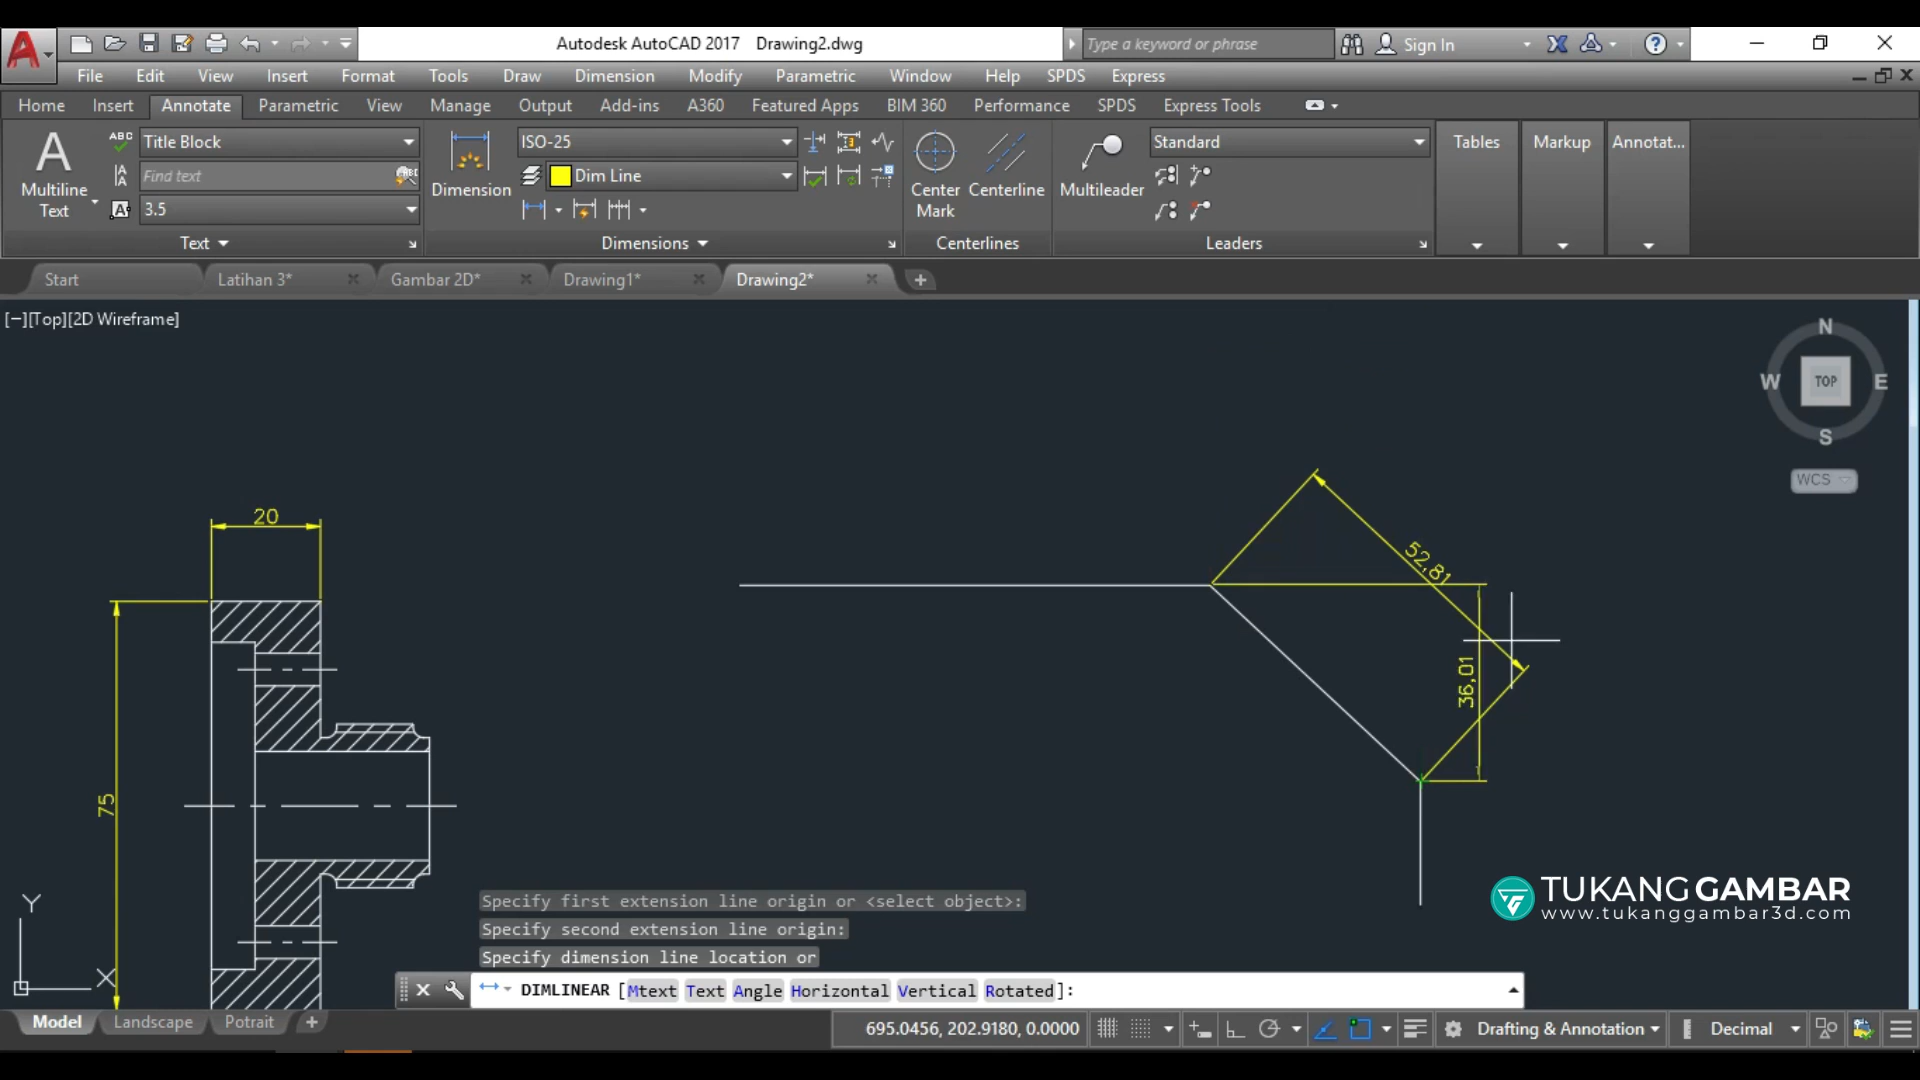 Autodesk AutoCAD 2017 Drawing2.dwg
Type a keyword or phrase
Sign In
File Edit View Insert Format Tools Draw Dimension Modify Parametric Window Help SPDS Express
Home Insert Annotate Parametric View Manage Output Add-ins A360 Featured Apps BIM 360 Performance SPDS Express Tools
Multiline Text
Title Block
Find text
3.5
Text
Dimension
ISO-25
Dim Line
Dimensions
Center Mark
Centerline
Centerlines
Multileader
Standard
Leaders
Tables
Markup
Annotat...
Start Latihan 3* Gambar 2D* Drawing1* Drawing2*
[−][Top][2D Wireframe]
N
W TOP E
S
WCS
20
75
52,81
36,01
Y
X
TUKANG GAMBAR
www.tukanggambar3d.com
Specify first extension line origin or <select object>:
Specify second extension line origin:
Specify dimension line location or
DIMLINEAR [Mtext Text Angle Horizontal Vertical Rotated]:
Model Landscape Potrait
695.0456, 202.9180, 0.0000
Drafting & Annotation
Decimal